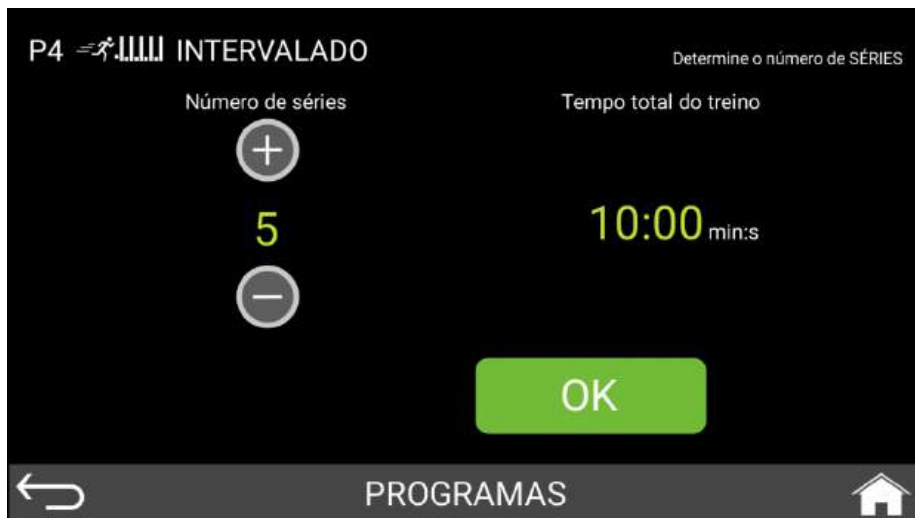 P4 INTERVALADO
Determine o número de SÉRIES
Número de séries
Tempo total do treino
5
10:00 min:s
OK
PROGRAMAS